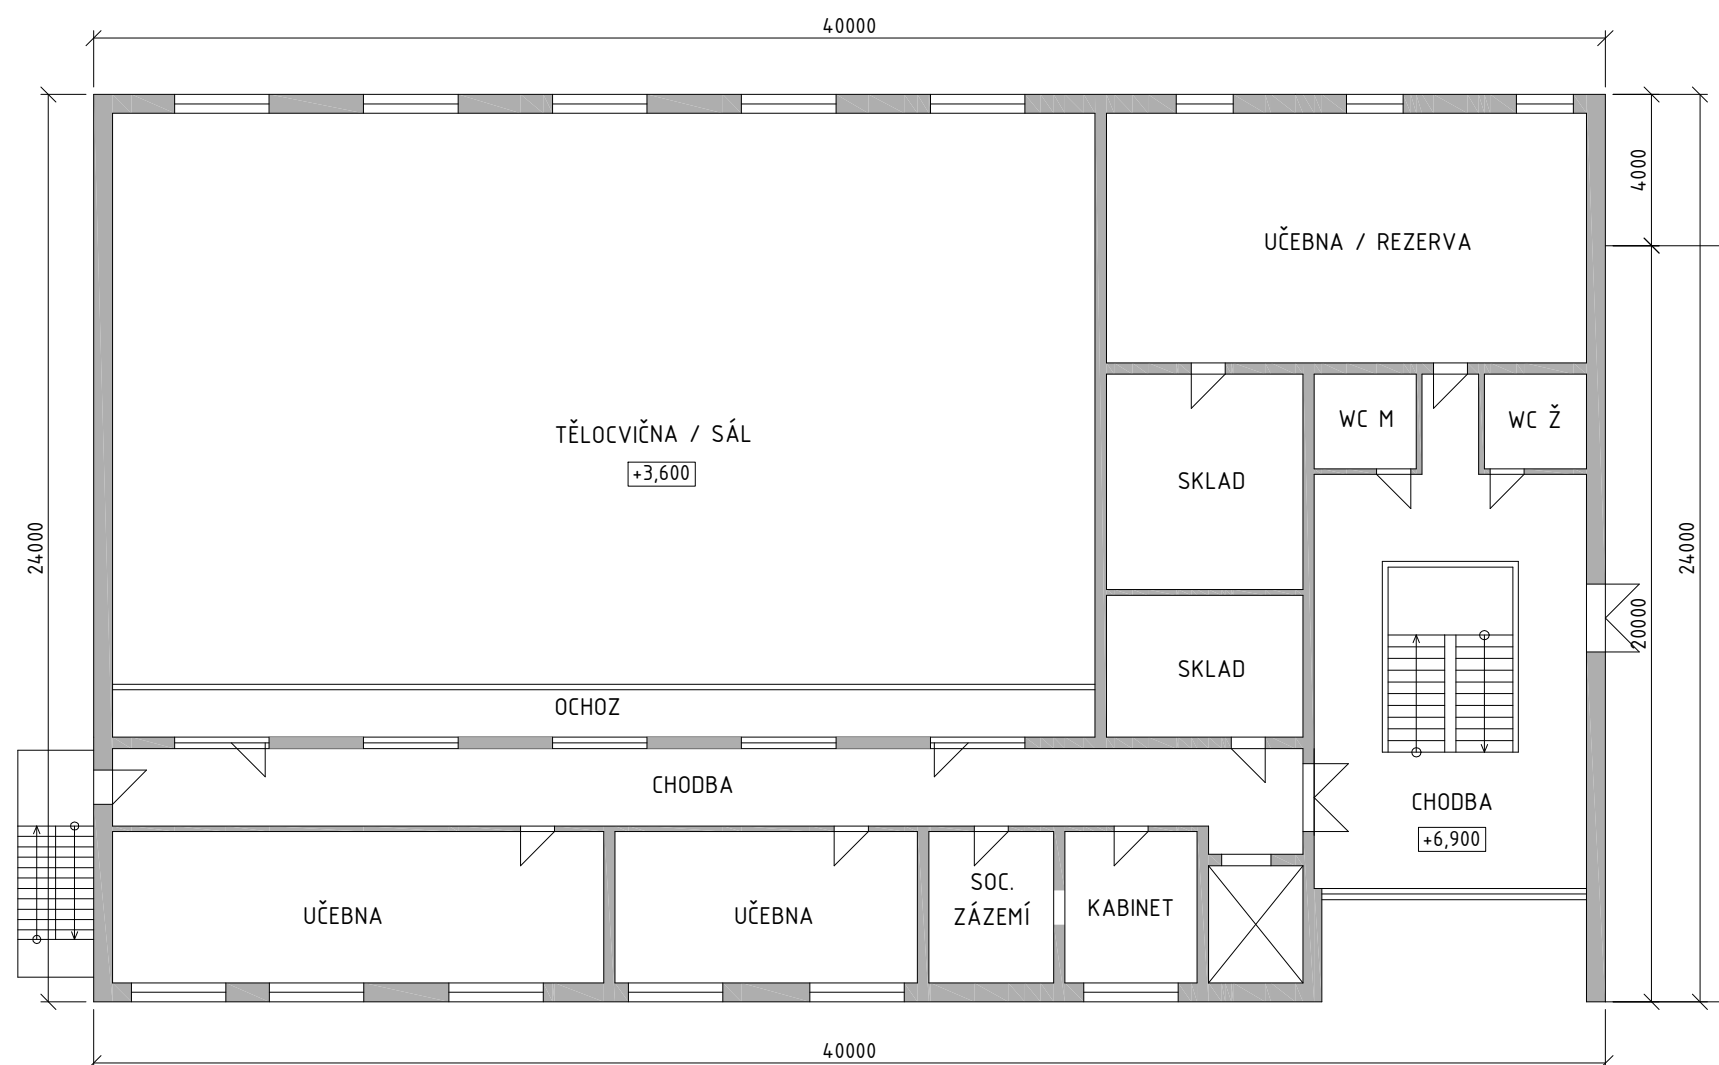 40000
4000
UČEBNA / REZERVA
TĚLOCVIČNA / SÁL
+3,600
WC M
WC Ž
SKLAD
24000
24000
20000
SKLAD
OCHOZ
CHODBA
CHODBA
+6,900
UČEBNA
UČEBNA
SOC.
ZÁZEMÍ
KABINET
40000